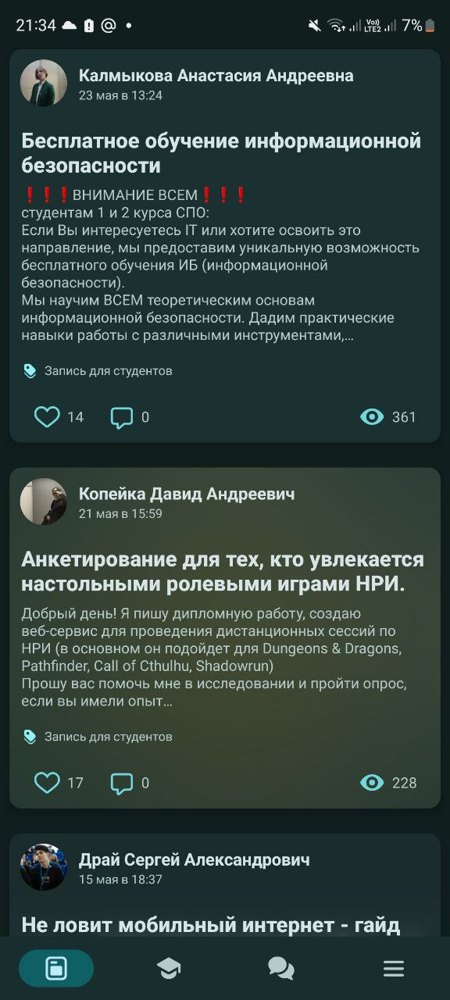 21:34
Vo)) LTE2 7%
Калмыкова Анастасия Андреевна
23 мая в 13:24
Бесплатное обучение информационной
безопасности
❗❗❗ВНИМАНИЕ ВСЕМ❗❗❗
студентам 1 и 2 курса СПО:
Если Вы интересуетесь IT или хотите освоить это
направление, мы предоставим уникальную возможность
бесплатного обучения ИБ (информационной
безопасности).
Мы научим ВСЕМ теоретическим основам
информационной безопасности. Дадим практические
навыки работы с различными инструментами,…
Запись для студентов
14 0 361
Копейка Давид Андреевич
21 мая в 15:59
Анкетирование для тех, кто увлекается
настольными ролевыми играми НРИ.
Добрый день! Я пишу дипломную работу, создаю
веб-сервис для проведения дистанционных сессий по
НРИ (в основном он подойдет для Dungeons & Dragons,
Pathfinder, Call of Cthulhu, Shadowrun)
Прошу вас помочь мне в исследовании и пройти опрос,
если вы имели опыт…
Запись для студентов
17 0 228
Драй Сергей Александрович
15 мая в 18:37
Не ловит мобильный интернет - гайд